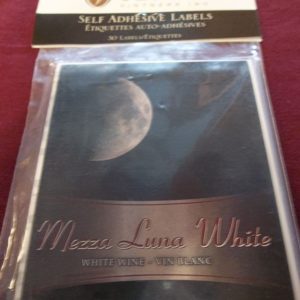 Self Adhesive Labels
Étiquettes auto-adhésives
30 Labels/Étiquettes
Mezza Luna White
White Wine - Vin Blanc